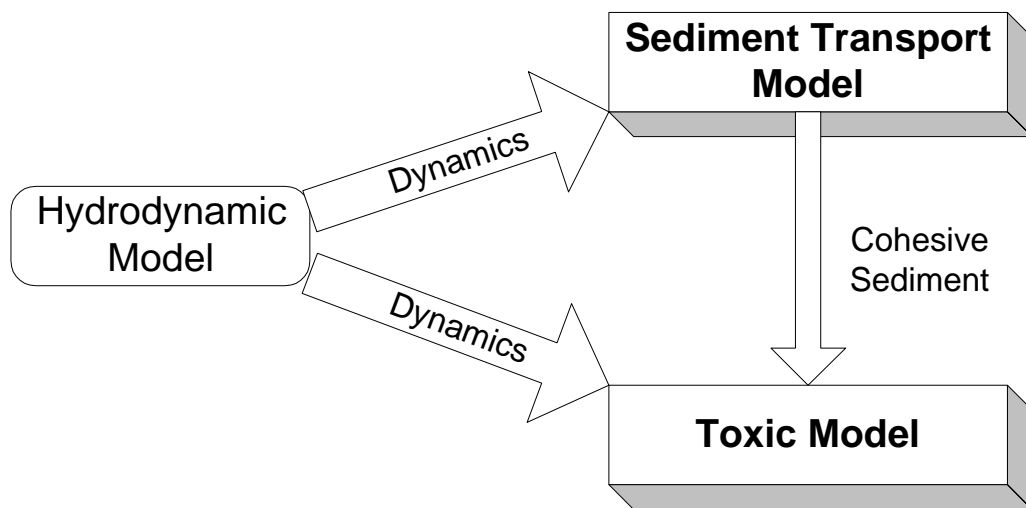 Sediment Transport
Model
Dynamics
Hydrodynamic
Model
Cohesive
Sediment
Dynamics
Toxic Model